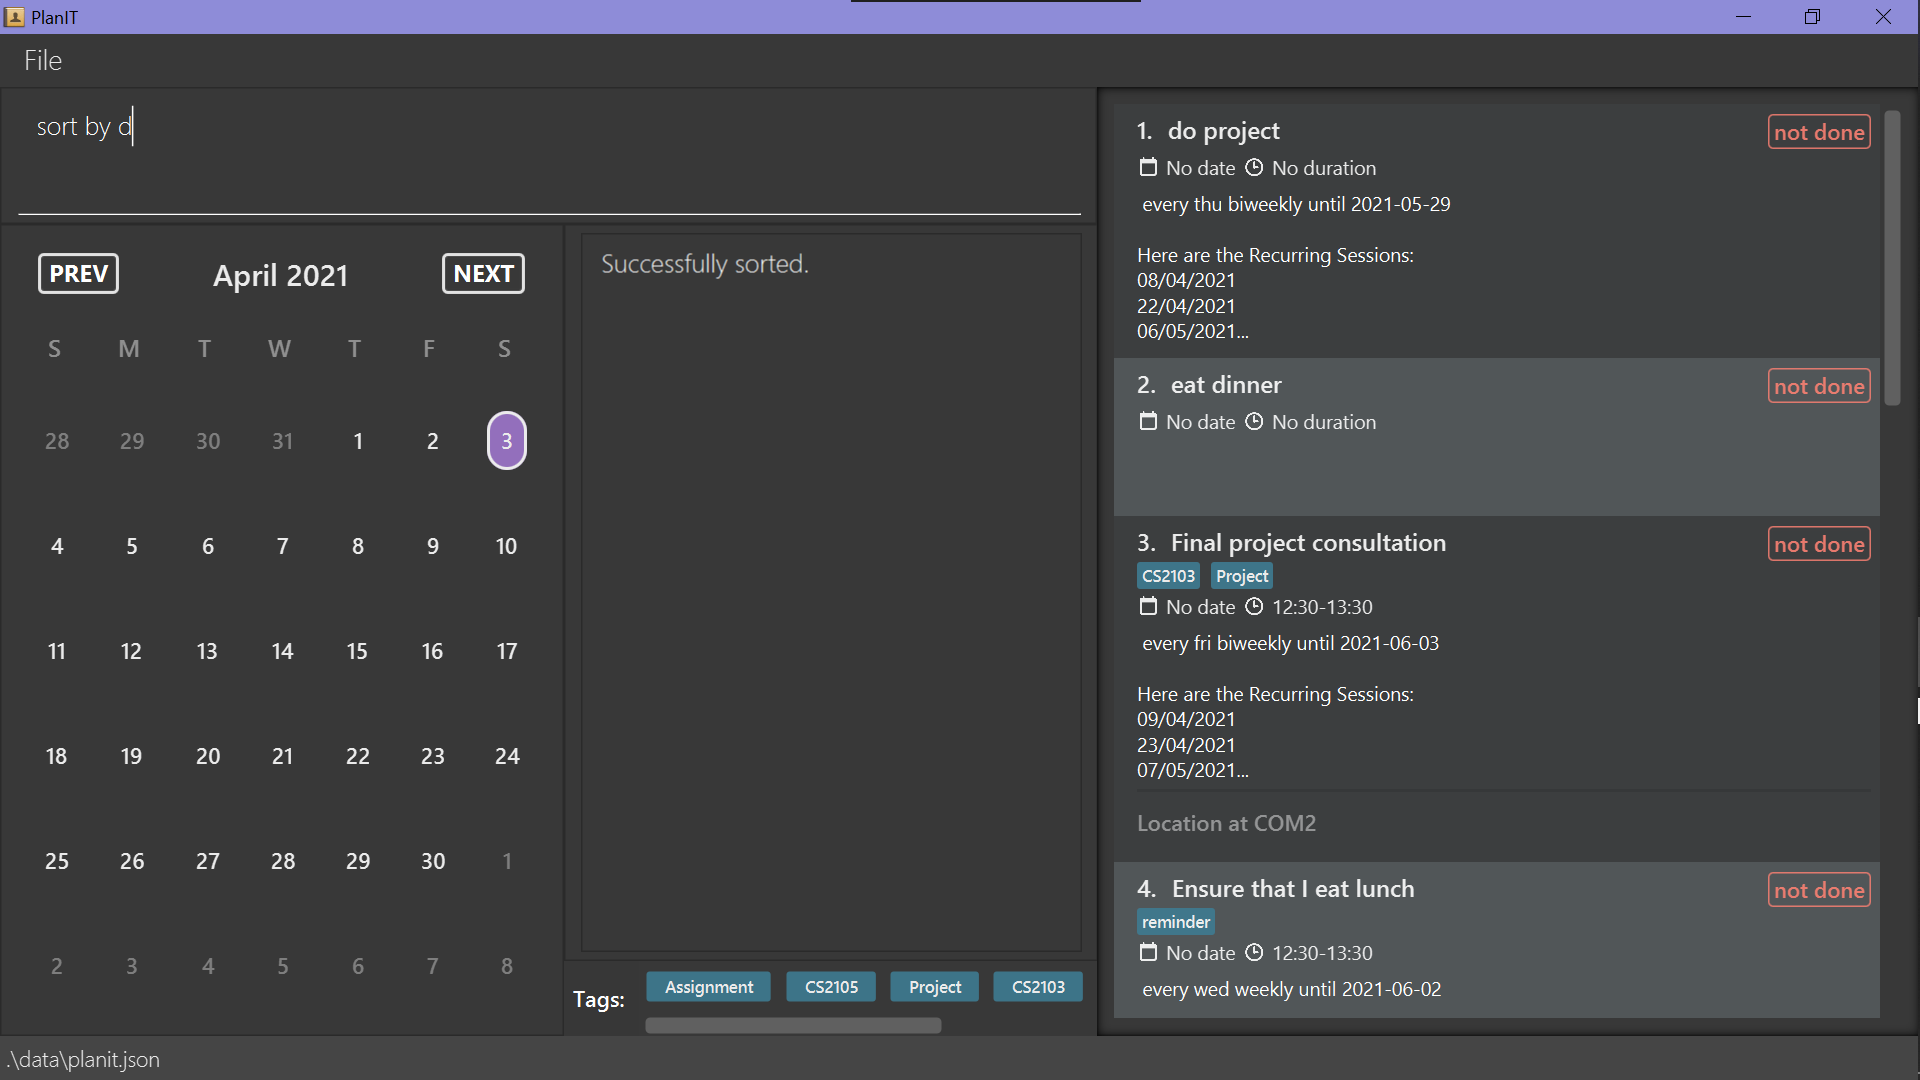 PlanIT
File
sort by d
PREV
April 2021
NEXT
S M T W T F S
28 29 30 31 1 2 3
4 5 6 7 8 9 10
11 12 13 14 15 16 17
18 19 20 21 22 23 24
25 26 27 28 29 30 1
2 3 4 5 6 7 8
Successfully sorted.
Tags:
Assignment
CS2105
Project
CS2103
1. do project
not done
No date No duration
every thu biweekly until 2021-05-29
Here are the Recurring Sessions:
08/04/2021
22/04/2021
06/05/2021...
2. eat dinner
not done
No date No duration
3. Final project consultation
not done
CS2103 Project
No date 12:30-13:30
every fri biweekly until 2021-06-03
Here are the Recurring Sessions:
09/04/2021
23/04/2021
07/05/2021...
Location at COM2
4. Ensure that I eat lunch
not done
reminder
No date 12:30-13:30
every wed weekly until 2021-06-02
.\data\planit.json